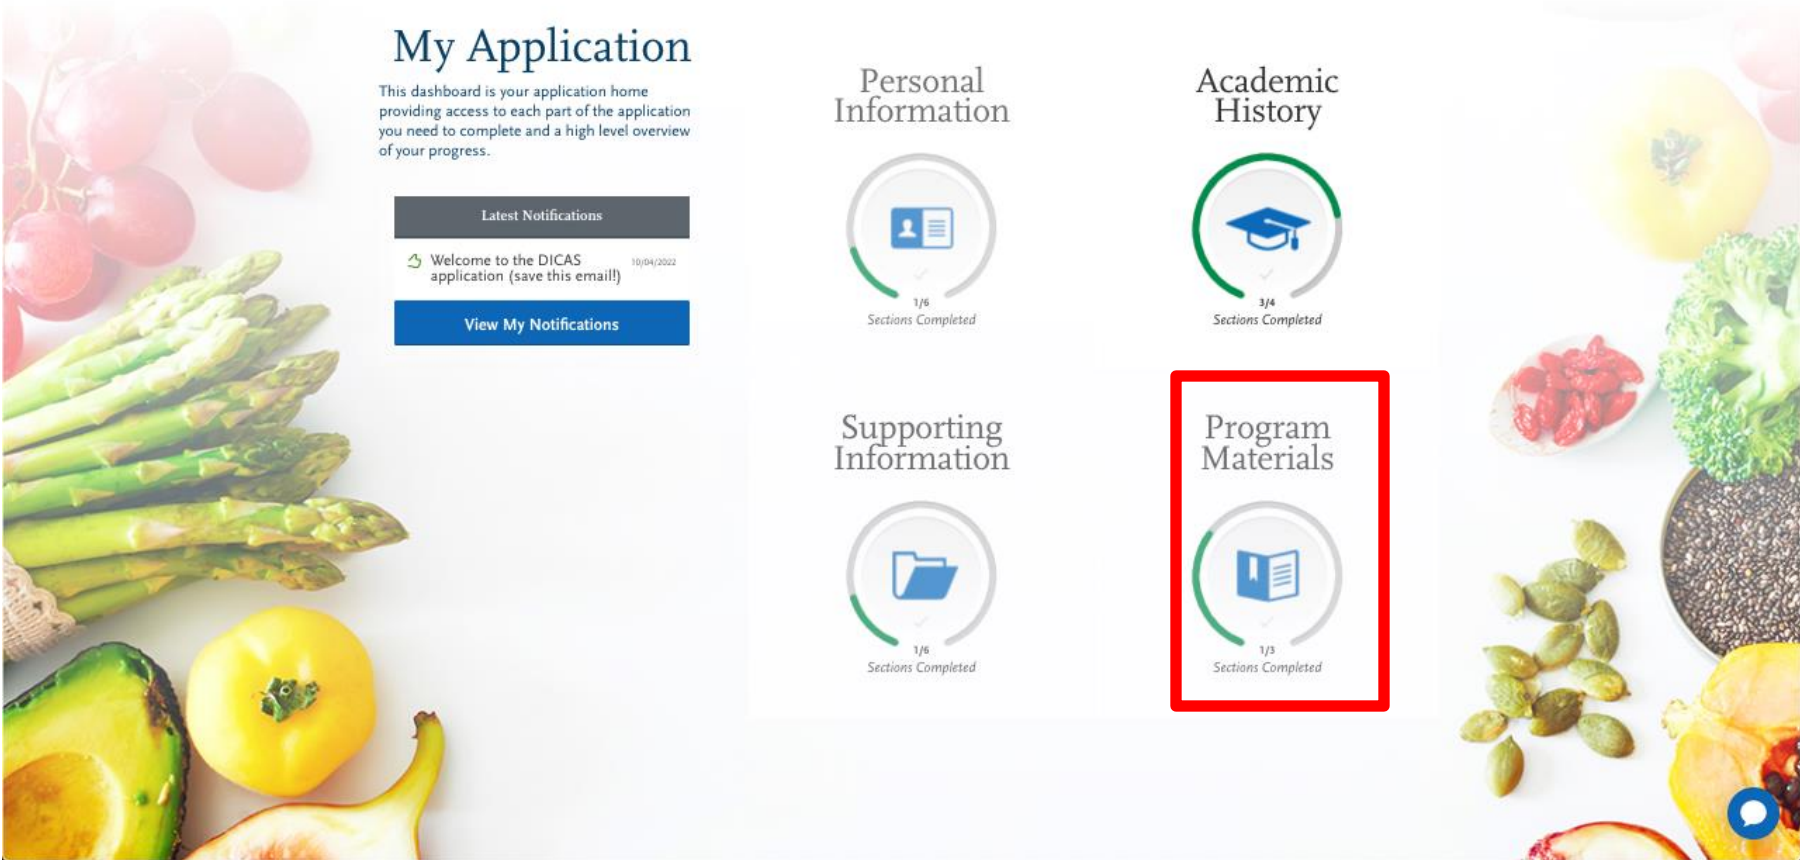 My Application
This dashboard is your application home
providing access to each part of the application
you need to complete and a high level overview
of your progress.
Latest Notifications
Welcome to the DICAS 10/04/2022
application (save this email!)
View My Notifications
Personal
Information
1/6
Sections Completed
Academic
History
3/4
Sections Completed
Supporting
Information
1/6
Sections Completed
Program
Materials
1/3
Sections Completed